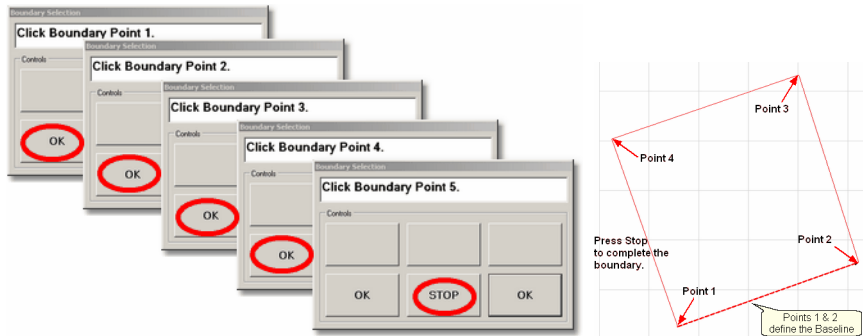 Boundary Selection
Click Boundary Point 1.
Controls
OK
Boundary Selection
Click Boundary Point 2.
Controls
OK
Boundary Selection
Click Boundary Point 3.
Controls
OK
Boundary Selection
Click Boundary Point 4.
Controls
OK
Boundary Selection
Click Boundary Point 5.
Controls
OK
STOP
OK
Point 3
Point 4
Press Stop
to complete the
boundary.
Point 2
Point 1
Points 1 & 2
define the Baseline